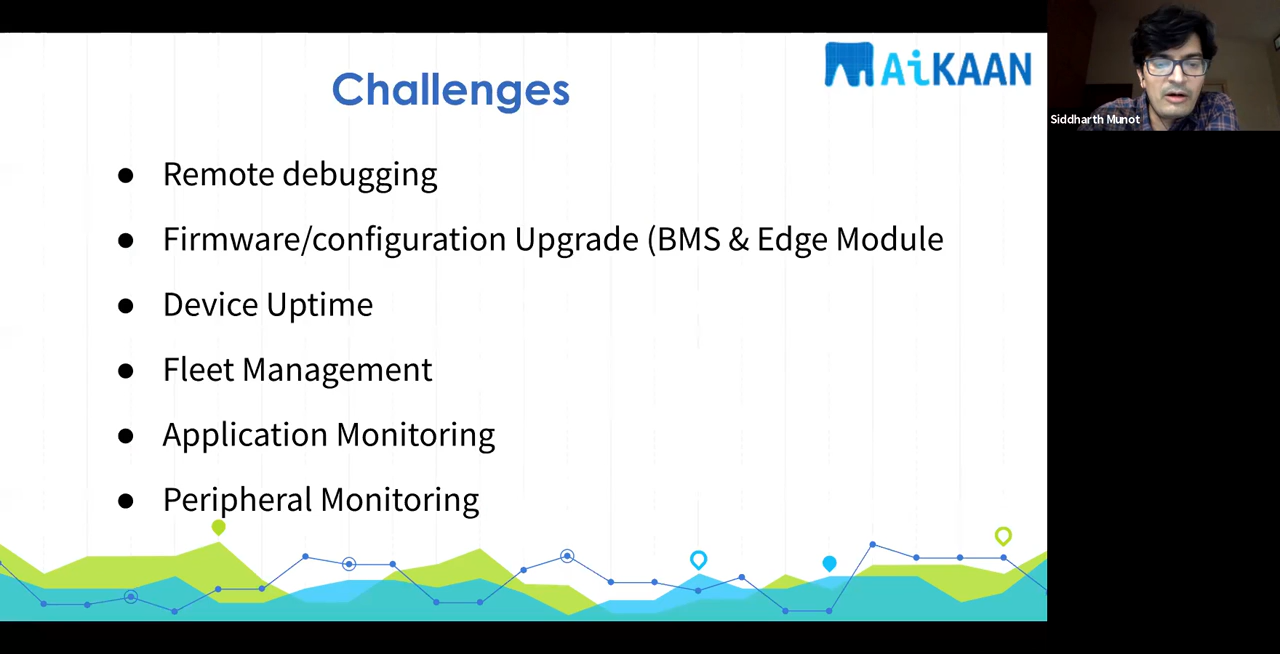 Challenges
AiKAAN
Siddharth Munot
● Remote debugging
● Firmware/configuration Upgrade (BMS & Edge Module
● Device Uptime
● Fleet Management
● Application Monitoring
● Peripheral Monitoring